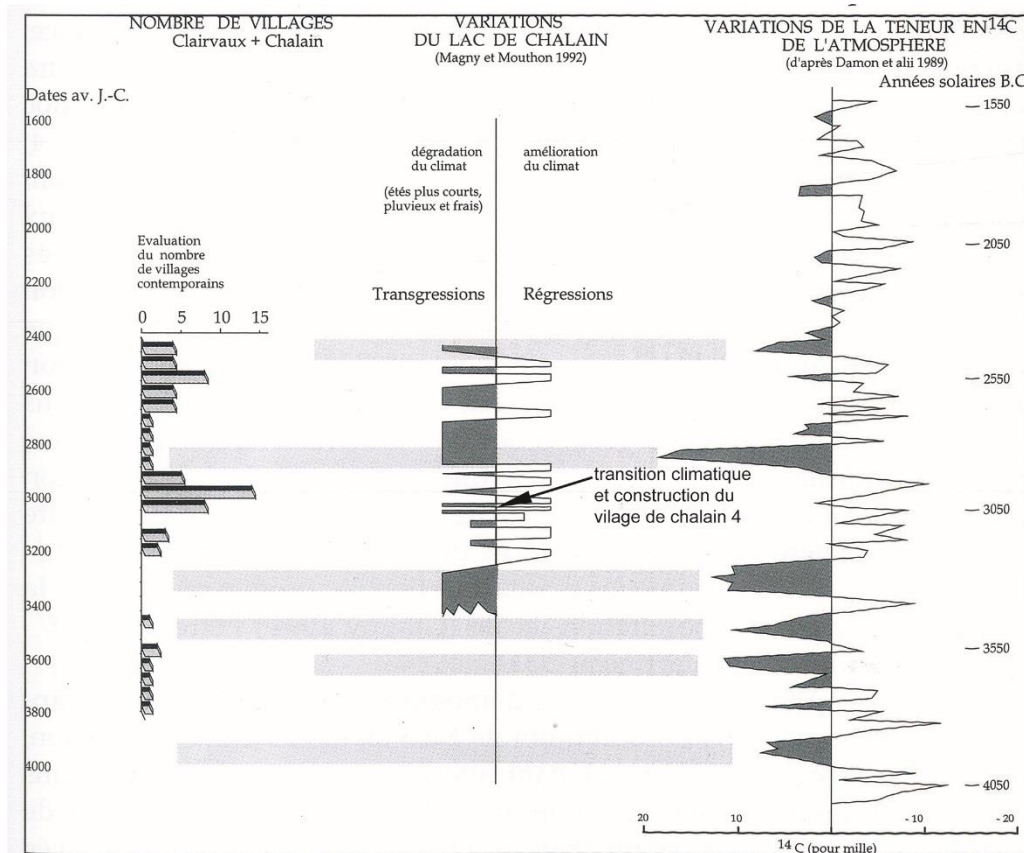 NOMBRE DE VILLAGES
Clairvaux + Chalain
VARIATIONS
DU LAC DE CHALAIN
(Magny et Mouthon 1992)
VARIATIONS DE LA TENEUR EN ¹⁴C
DE L'ATMOSPHERE
(d'après Damon et alii 1989)
Années solaires B.C
Dates av. J.-C.
1600
1800
2000
2200
2400
2600
2800
3000
3200
3400
3600
3800
4000
Evaluation
du nombre
de villages
contemporains
0 5 10 15
dégradation
du climat
(étés plus courts,
pluvieux et frais)
amélioration
du climat
Transgressions
Régressions
transition climatique
et construction du
vilage de chalain 4
1550
2050
2550
3050
3550
4050
20 10 - 10 - 20
¹⁴C (pour mille)